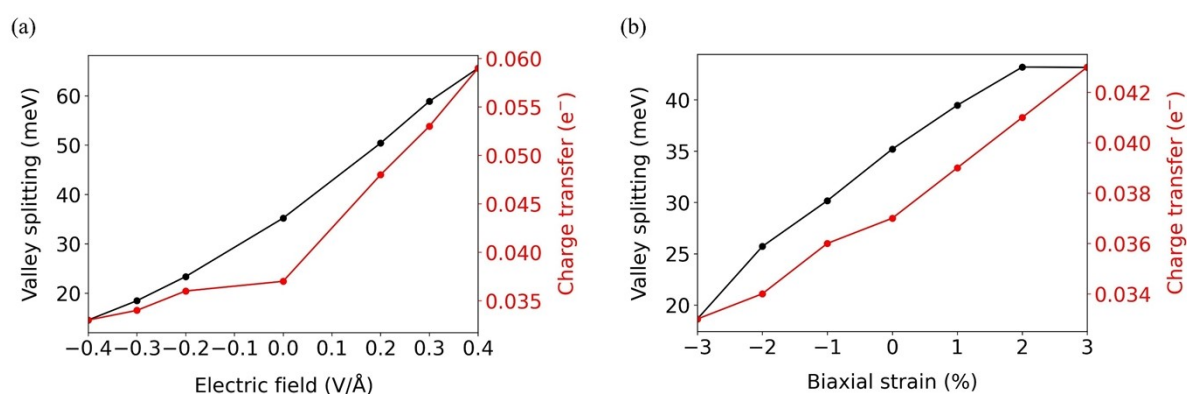 (a)
Valley splitting (meV)
60
50
40
30
20
0.060
0.055
0.050
0.045
0.040
0.035
Charge transfer (e⁻)
−0.4 −0.3 −0.2 −0.1 0.0 0.1 0.2 0.3 0.4
Electric field (V/Å)
(b)
Valley splitting (meV)
40
35
30
25
20
0.042
0.040
0.038
0.036
0.034
Charge transfer (e⁻)
−3 −2 −1 0 1 2 3
Biaxial strain (%)